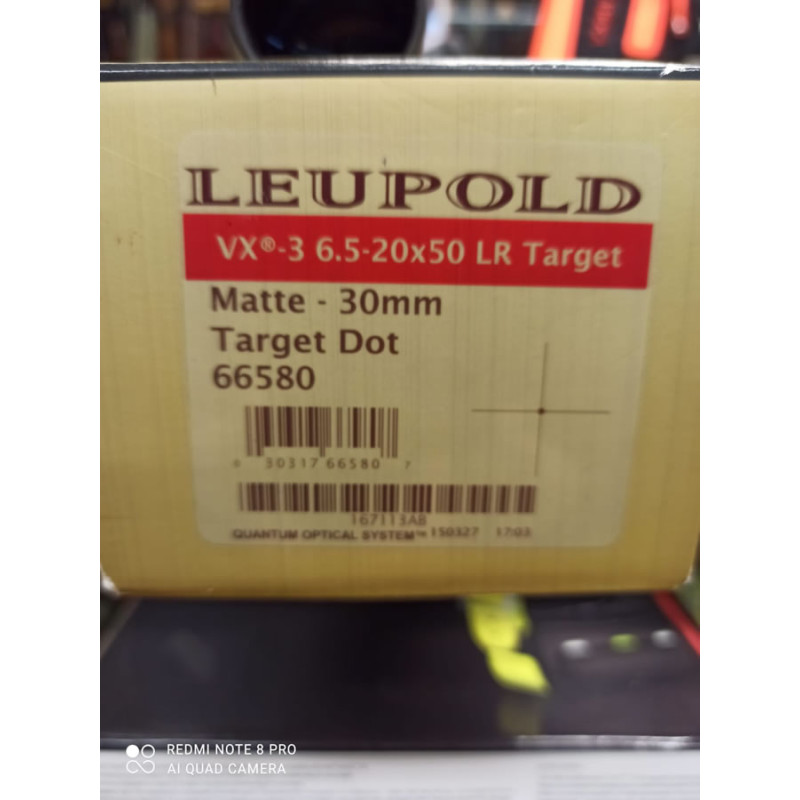 LEUPOLD
VX®-3 6.5-20x50 LR Target
Matte - 30mm
Target Dot
66580
0 30317 66580 7
167113AB
QUANTUM OPTICAL SYSTEM™ 150327 17:03
REDMI NOTE 8 PRO
AI QUAD CAMERA